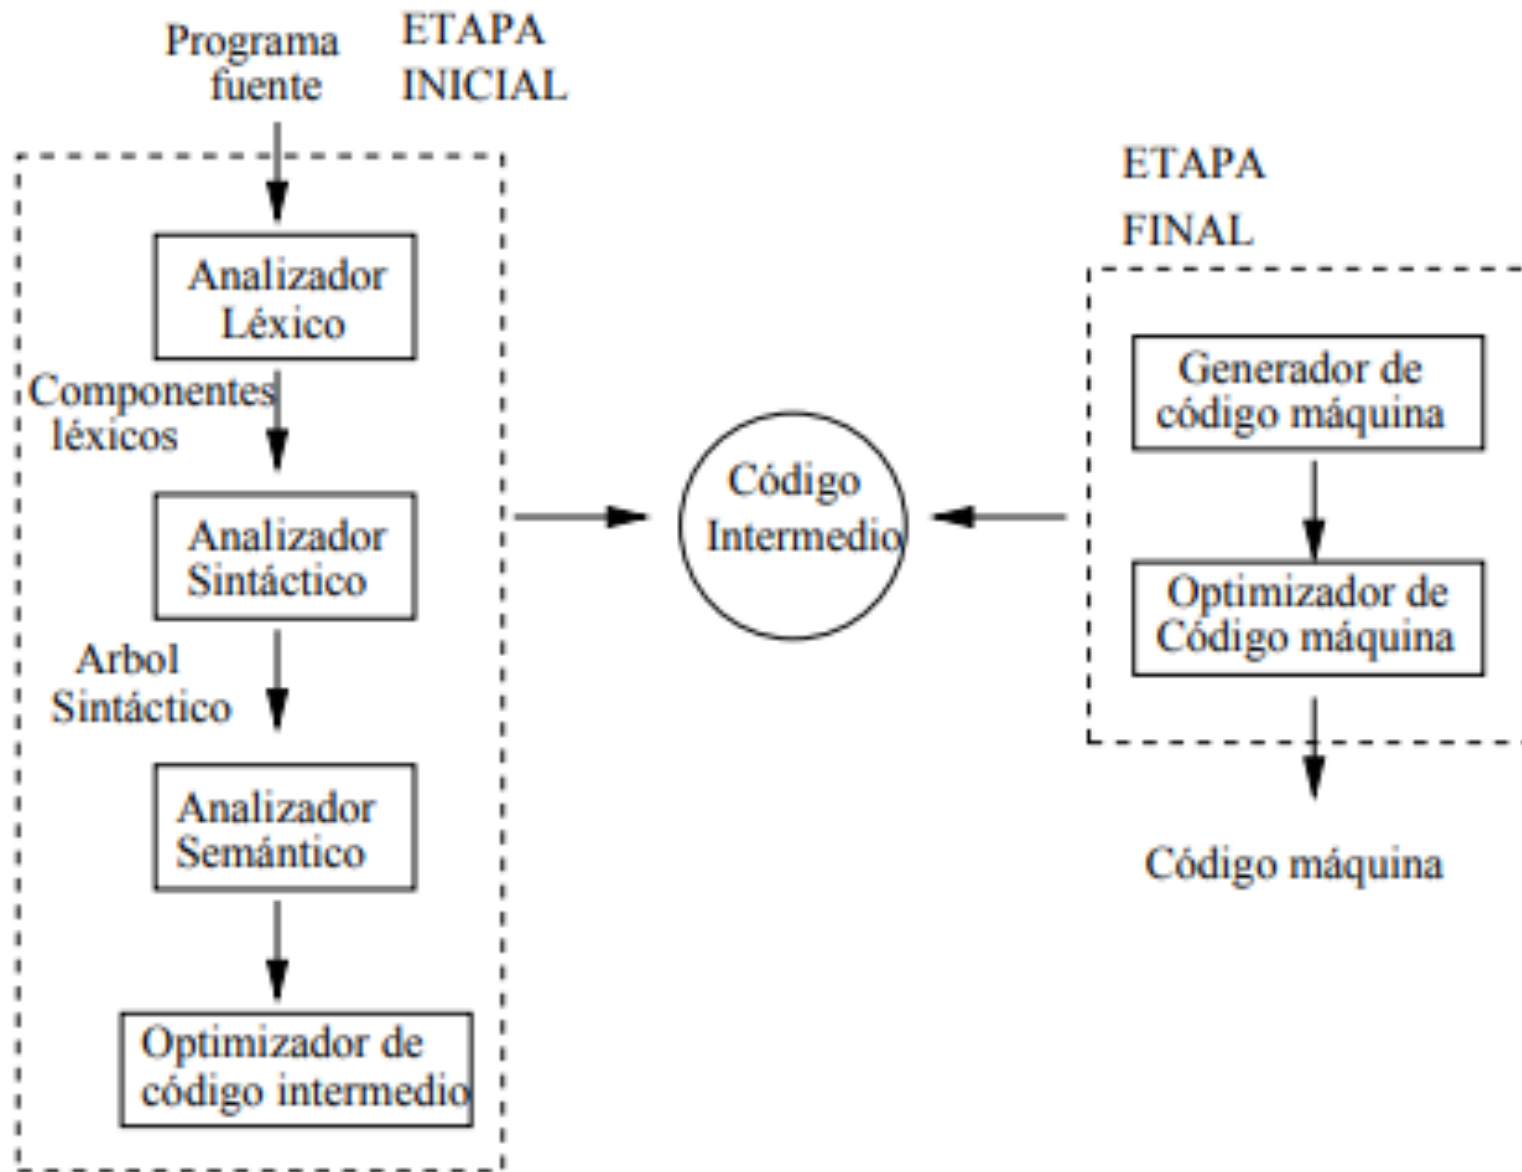 Programa
fuente
ETAPA
INICIAL
Analizador
Léxico
Componentes
léxicos
Analizador
Sintáctico
Arbol
Sintáctico
Analizador
Semántico
Optimizador de
código intermedio
Código
Intermedio
ETAPA
FINAL
Generador de
código máquina
Optimizador de
Código máquina
Código máquina